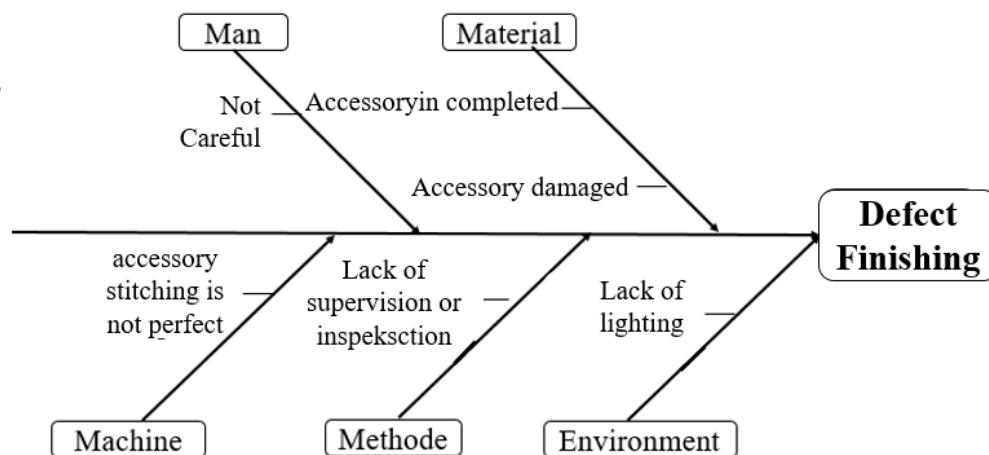 Man
Material
Not
Careful
Accessoryin completed
Accessory damaged
Defect
Finishing
accessory
stitching is
not perfect
Lack of
supervision or
inspeksction
Lack of
lighting
Machine
Methode
Environment